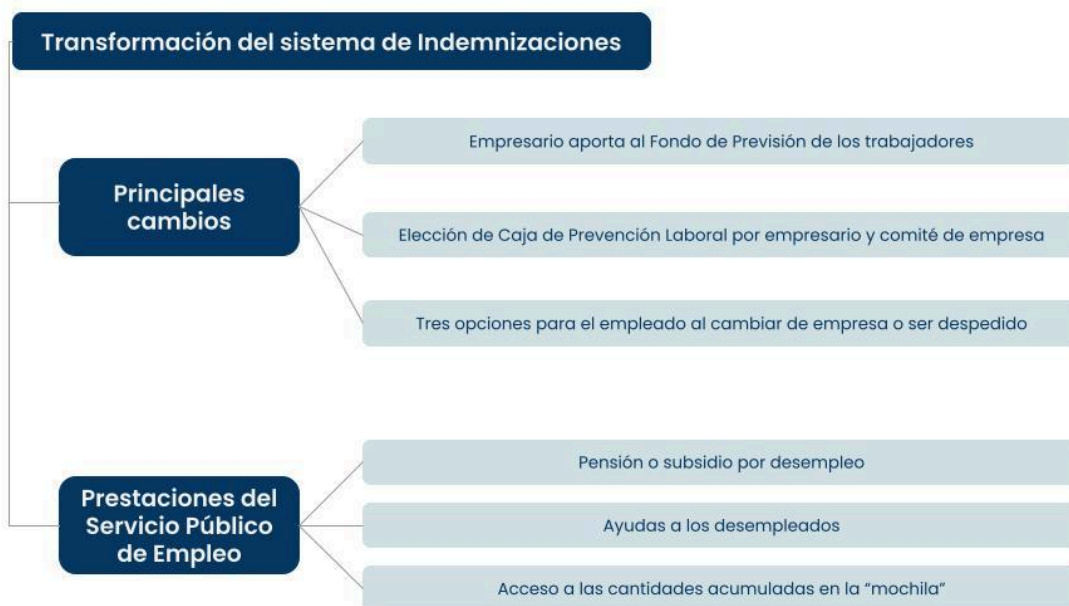 Transformación del sistema de Indemnizaciones
Principales
cambios
Empresario aporta al Fondo de Previsión de los trabajadores
Elección de Caja de Prevención Laboral por empresario y comité de empresa
Tres opciones para el empleado al cambiar de empresa o ser despedido
Prestaciones del
Servicio Público
de Empleo
Pensión o subsidio por desempleo
Ayudas a los desempleados
Acceso a las cantidades acumuladas en la “mochila”